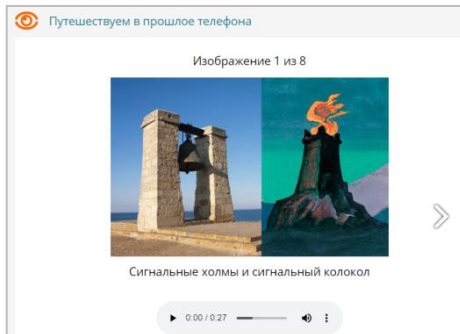 Путешествуем в прошлое телефона
Изображение 1 из 8
Сигнальные холмы и сигнальный колокол
0:00 / 0:27